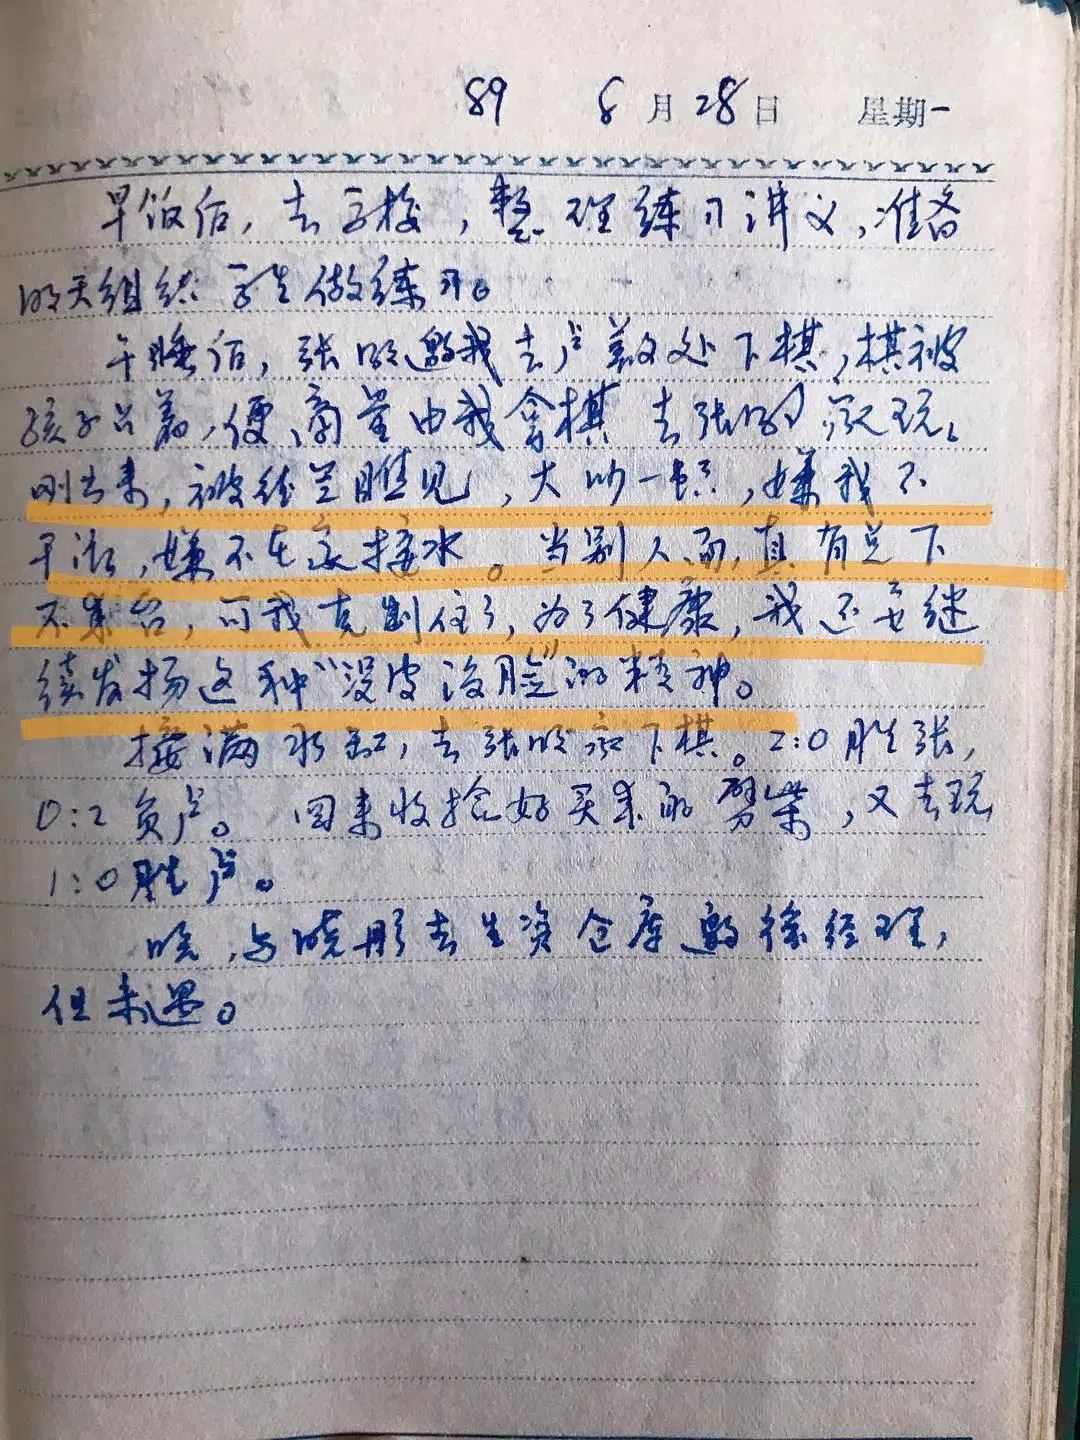 89 8月28日 星期一
早饭后,去学校,整理练习讲义,准备
明天组织学生做练习。
午睡后,张明邀我去卢义处下棋,棋被
孩子占着,便商量由我拿棋去张明家玩。
刚出来,被桂兰瞧见,大吵一顿,嫌我不
干活,嫌不在家接水。当别人面,真有点下
不来台,可我克制住了,为了健康,我还要继
续发扬这种“没皮没脸”的精神。
接满水缸,去张明家下棋。2:0胜张,
0:2负卢。回来收拾好买来的劈柴,又去玩
1:0胜卢。
晚,与晓彤去生资仓库邀徐经理,
但未遇。